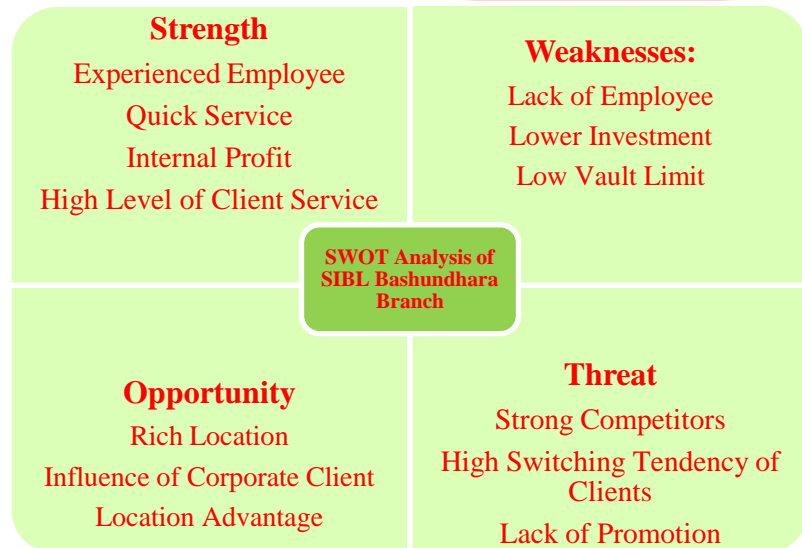 Strength
Experienced Employee
Quick Service
Internal Profit
High Level of Client Service
Weaknesses:
Lack of Employee
Lower Investment
Low Vault Limit
SWOT Analysis of
SIBL Bashundhara
Branch
Opportunity
Rich Location
Influence of Corporate Client
Location Advantage
Threat
Strong Competitors
High Switching Tendency of
Clients
Lack of Promotion